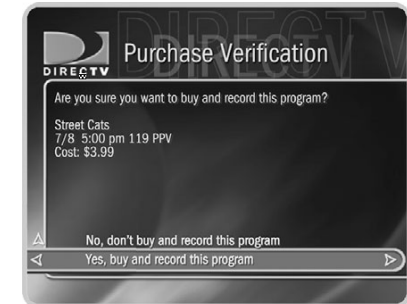 DIRECTV
DIRECTV
Purchase Verification
Are you sure you want to buy and record this program?
Street Cats
7/8 5:00 pm 119 PPV
Cost: $3.99
No, don't buy and record this program
Yes, buy and record this program